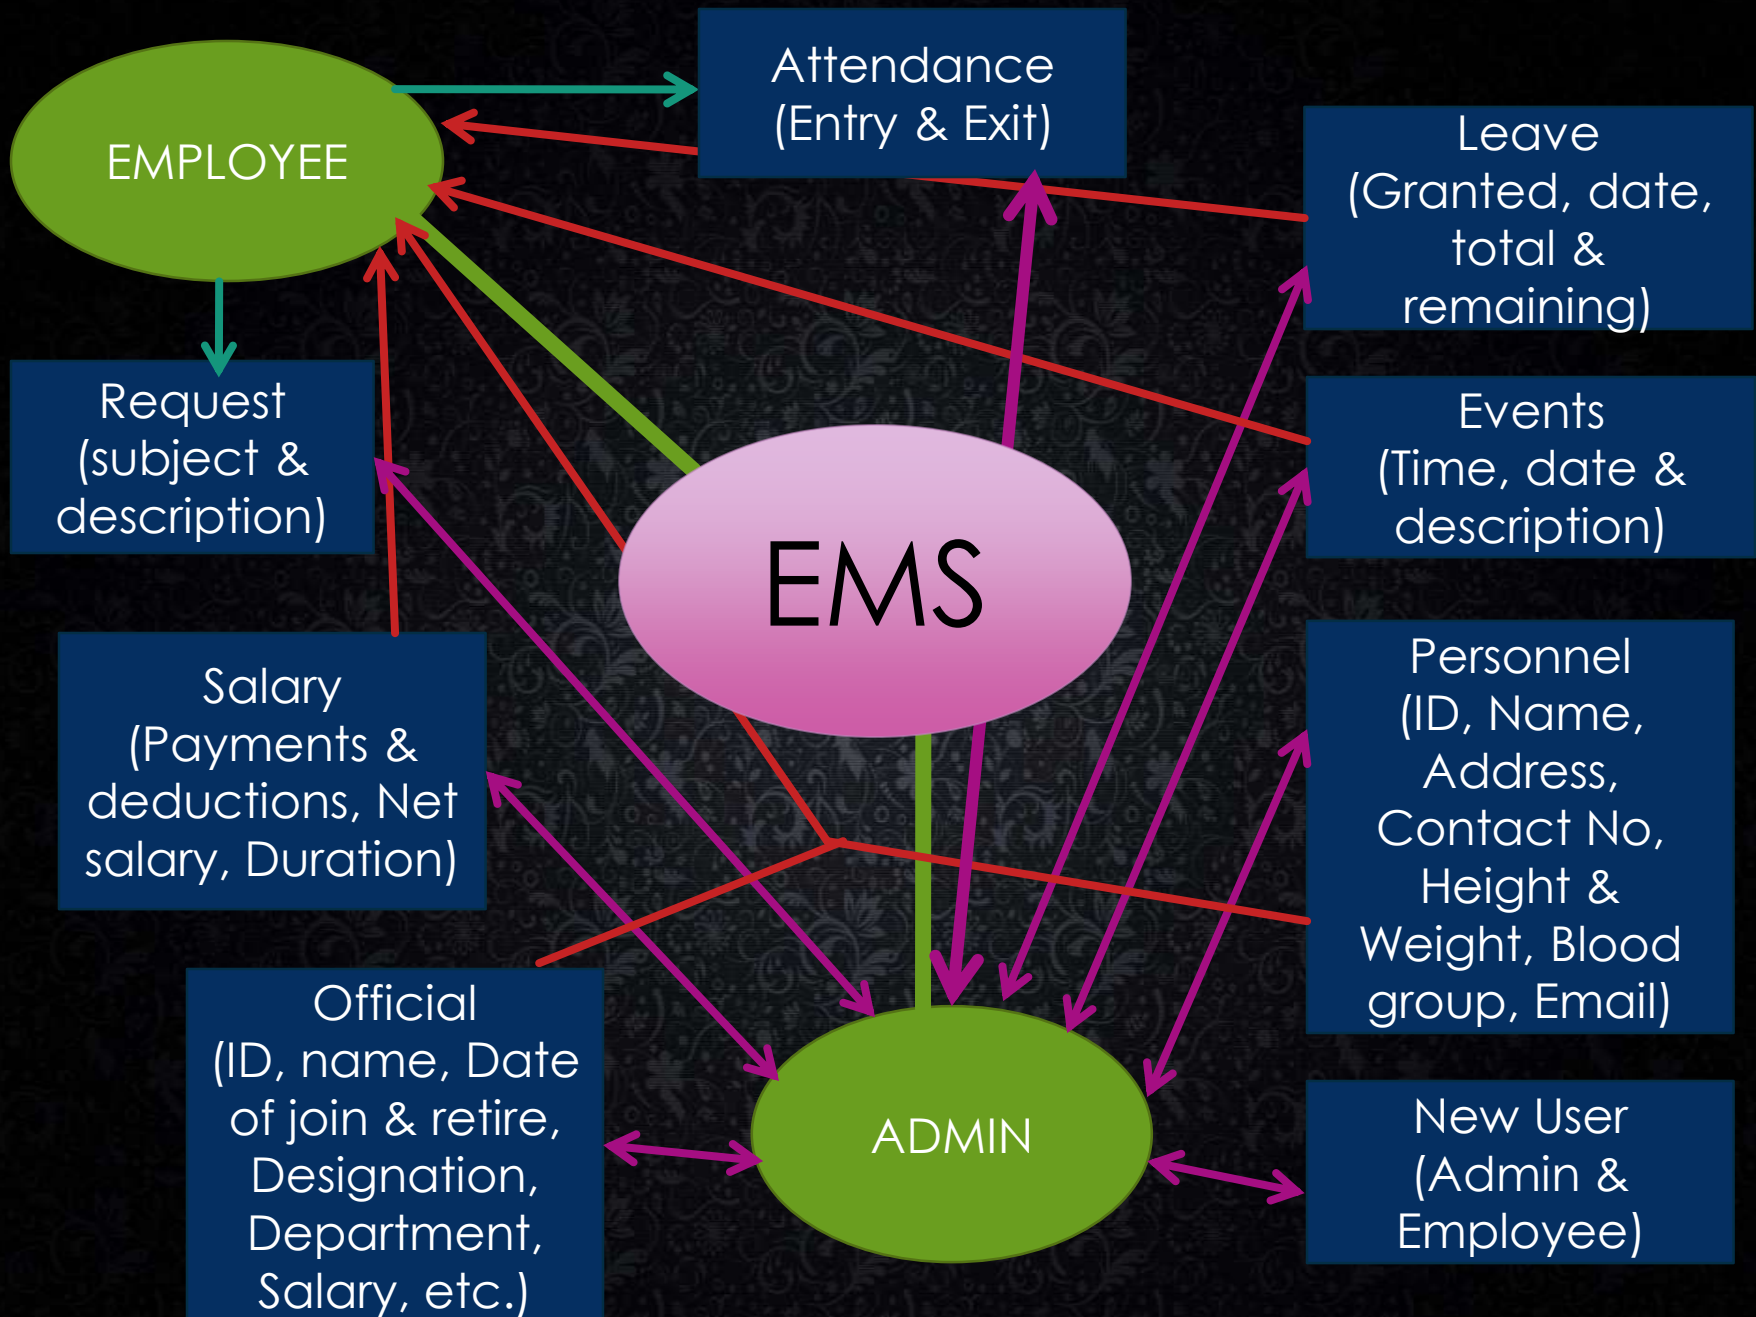 EMPLOYEE
Attendance
(Entry & Exit)
Leave
(Granted, date,
total &
remaining)
Request
(subject &
description)
Events
(Time, date &
description)
EMS
Salary
(Payments &
deductions, Net
salary, Duration)
Personnel
(ID, Name,
Address,
Contact No,
Height &
Weight, Blood
group, Email)
Official
(ID, name, Date
of join & retire,
Designation,
Department,
Salary, etc.)
ADMIN
New User
(Admin &
Employee)